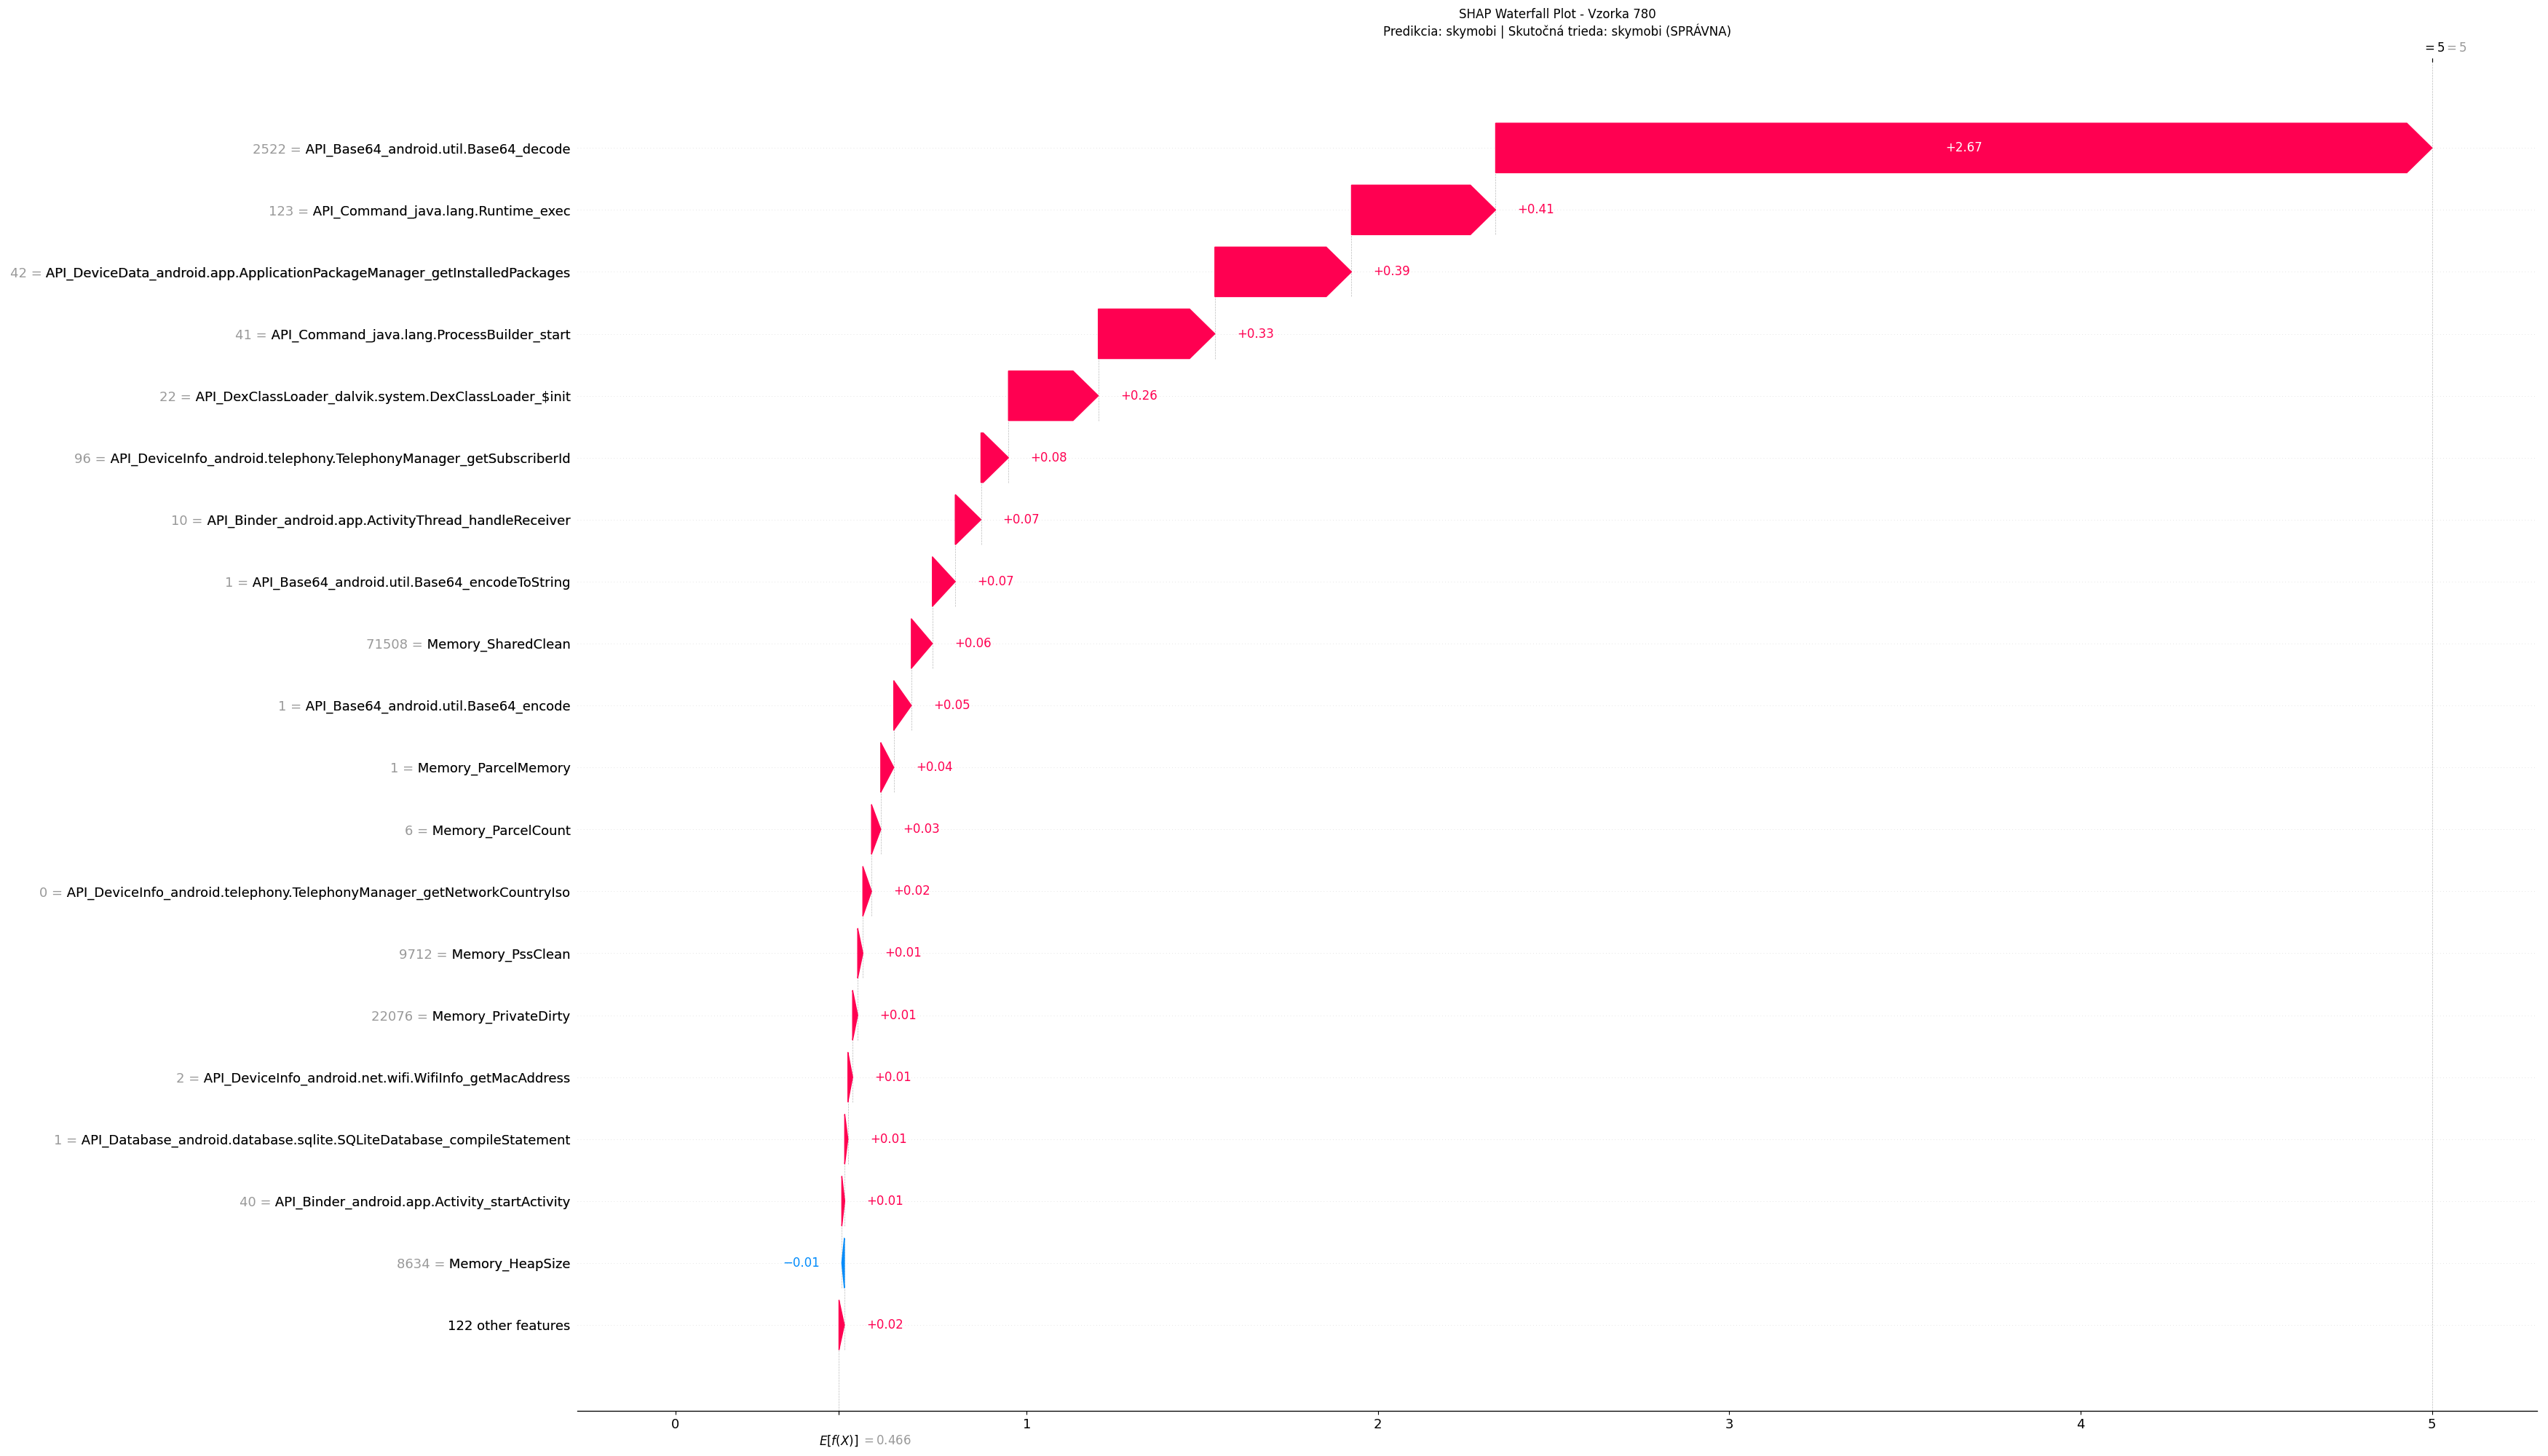 SHAP Waterfall Plot - Vzorka 780
Predikcia: skymobi | Skutočná trieda: skymobi (SPRÁVNA)
= 5 = 5
2522 = API_Base64_android.util.Base64_decode +2.67
123 = API_Command_java.lang.Runtime_exec +0.41
42 = API_DeviceData_android.app.ApplicationPackageManager_getInstalledPackages +0.39
41 = API_Command_java.lang.ProcessBuilder_start +0.33
22 = API_DexClassLoader_dalvik.system.DexClassLoader_$init +0.26
96 = API_DeviceInfo_android.telephony.TelephonyManager_getSubscriberId +0.08
10 = API_Binder_android.app.ActivityThread_handleReceiver +0.07
1 = API_Base64_android.util.Base64_encodeToString +0.07
71508 = Memory_SharedClean +0.06
1 = API_Base64_android.util.Base64_encode +0.05
1 = Memory_ParcelMemory +0.04
6 = Memory_ParcelCount +0.03
0 = API_DeviceInfo_android.telephony.TelephonyManager_getNetworkCountryIso +0.02
9712 = Memory_PssClean +0.01
22076 = Memory_PrivateDirty +0.01
2 = API_DeviceInfo_android.net.wifi.WifiInfo_getMacAddress +0.01
1 = API_Database_android.database.sqlite.SQLiteDatabase_compileStatement +0.01
40 = API_Binder_android.app.Activity_startActivity +0.01
8634 = Memory_HeapSize −0.01
122 other features +0.02
0 1 2 3 4 5
E[f(X)] = 0.466